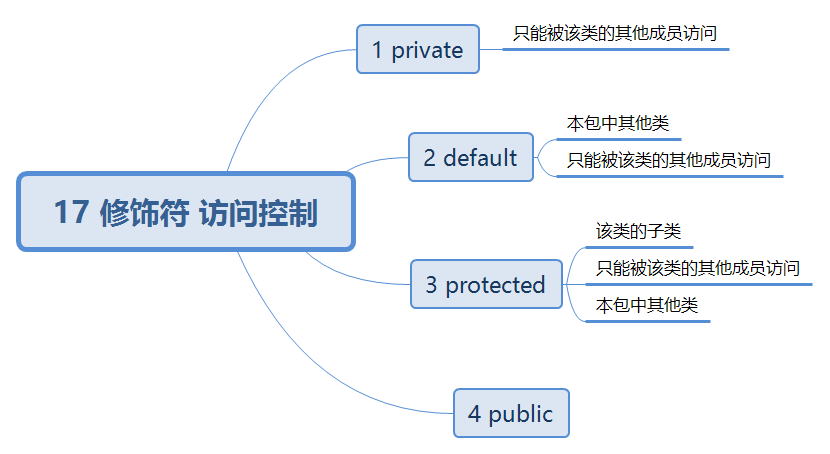 17 修饰符 访问控制
1 private
只能被该类的其他成员访问
2 default
本包中其他类
只能被该类的其他成员访问
3 protected
该类的子类
只能被该类的其他成员访问
本包中其他类
4 public